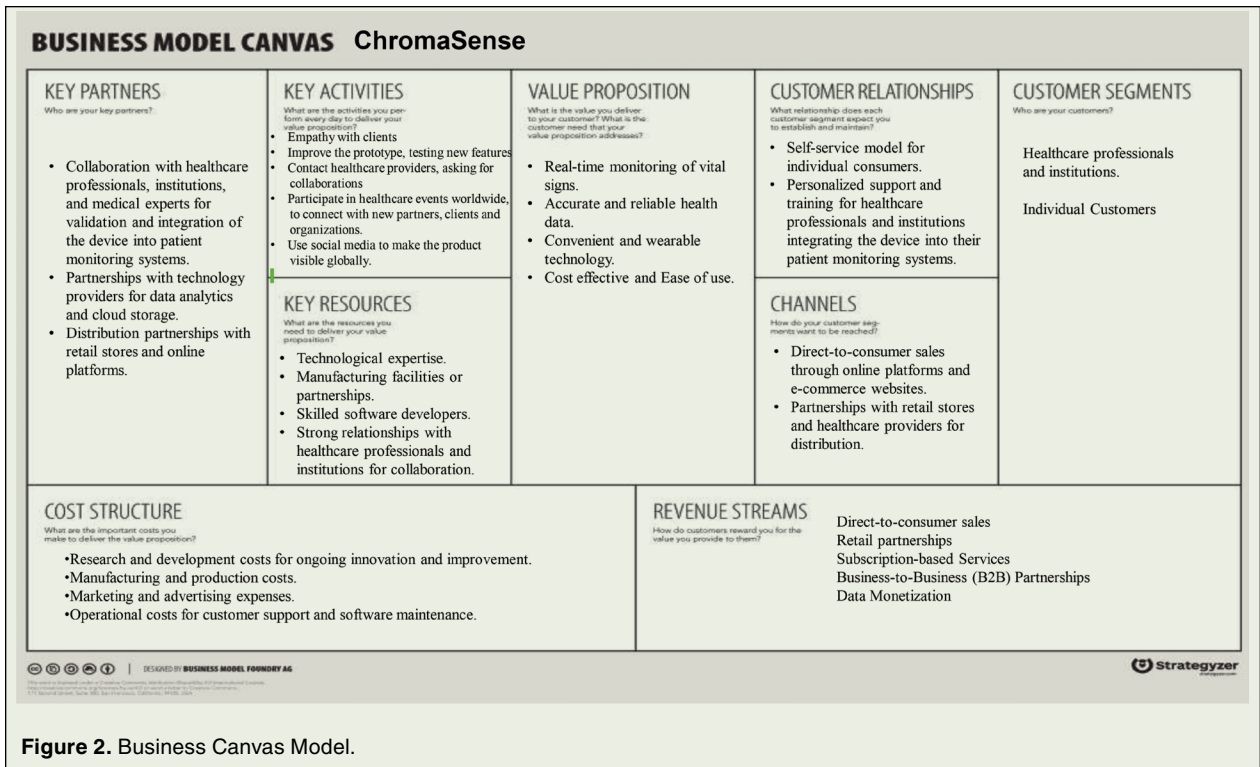 BUSINESS MODEL CANVAS ChromaSense
KEY PARTNERS
Who are your key partners?
• Collaboration with healthcare
professionals, institutions,
and medical experts for
validation and integration of
the device into patient
monitoring systems.
• Partnerships with technology
providers for data analytics
and cloud storage.
• Distribution partnerships with
retail stores and online
platforms.
KEY ACTIVITIES
What are the activities you per-
form every day to deliver your
value proposition?
• Empathy with clients
• Improve the prototype, testing new features
• Contact healthcare providers, asking for
collaborations
• Participate in healthcare events worldwide,
to connect with new partners, clients and
organizations.
• Use social media to make the product
visible globally.
KEY RESOURCES
What are the resources you
need to deliver your value
proposition?
• Technological expertise.
• Manufacturing facilities or
partnerships.
• Skilled software developers.
• Strong relationships with
healthcare professionals and
institutions for collaboration.
VALUE PROPOSITION
What is the value you deliver
to your customer? What is the
customer need that your
value proposition addresses?
• Real-time monitoring of vital
signs.
• Accurate and reliable health
data.
• Convenient and wearable
technology.
• Cost effective and Ease of use.
CUSTOMER RELATIONSHIPS
What relationship does each
customer segment expect you
to establish and maintain?
• Self-service model for
individual consumers.
• Personalized support and
training for healthcare
professionals and institutions
integrating the device into their
patient monitoring systems.
CHANNELS
How do your customer seg-
ments want to be reached?
• Direct-to-consumer sales
through online platforms and
e-commerce websites.
• Partnerships with retail stores
and healthcare providers for
distribution.
CUSTOMER SEGMENTS
Who are your customers?
Healthcare professionals
and institutions.
Individual Customers
COST STRUCTURE
What are the important costs you
make to deliver the value proposition?
•Research and development costs for ongoing innovation and improvement.
•Manufacturing and production costs.
•Marketing and advertising expenses.
•Operational costs for customer support and software maintenance.
REVENUE STREAMS
How do customers reward you for the
value you provide to them?
Direct-to-consumer sales
Retail partnerships
Subscription-based Services
Business-to-Business (B2B) Partnerships
Data Monetization
DESIGNED BY BUSINESS MODEL FOUNDRY AG
Strategyzer
strategyzer.com
Figure 2. Business Canvas Model.